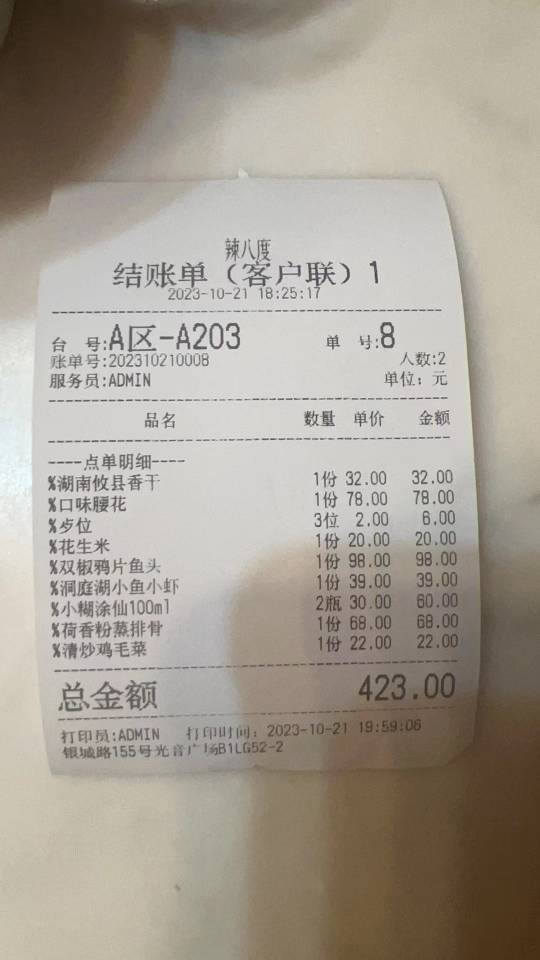 辣八度
结账单（客户联）1
2023-10-21 18:25:17
台 号:A区-A203 单 号:8
账单号:202310210008 人数:2
服务员:ADMIN 单位：元
品名 数量 单价 金额
----点单明细----
%湖南攸县香干 1份 32.00 32.00
%口味腰花 1份 78.00 78.00
%歺位 3位 2.00 6.00
%花生米 1份 20.00 20.00
%双椒鸦片鱼头 1份 98.00 98.00
%洞庭湖小鱼小虾 1份 39.00 39.00
%小糊涂仙100ml 2瓶 30.00 60.00
%荷香粉蒸排骨 1份 68.00 68.00
%清炒鸡毛菜 1份 22.00 22.00
总金额 423.00
打印员:ADMIN 打印时间：2023-10-21 19:59:06
银城路155号光音广场B1LG52-2